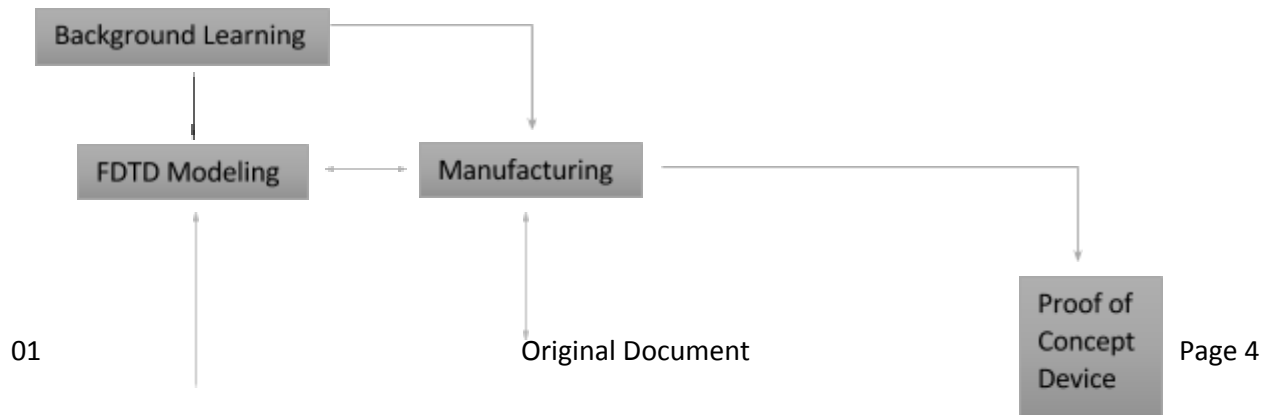 Background Learning
FDTD Modeling
Manufacturing
Proof of
Concept
Device
01
Original Document
Page 4